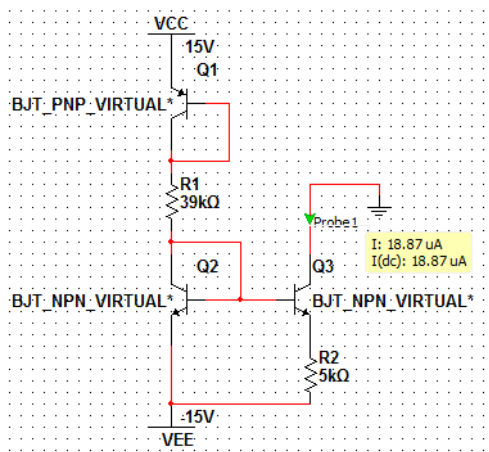 VCC
15V
Q1
BJT_PNP_VIRTUAL*
R1
39kΩ
Probe1
I: 18.87 uA
I(dc): 18.87 uA
Q2
Q3
BJT_NPN_VIRTUAL*
BJT_NPN_VIRTUAL*
R2
5kΩ
-15V
VEE